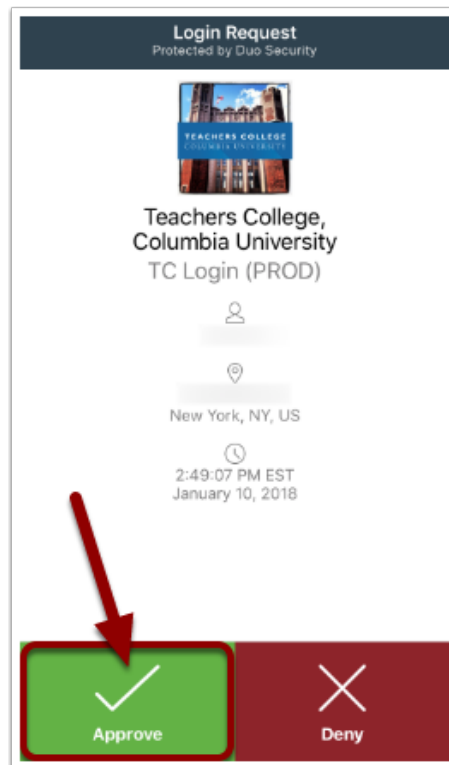 Login Request
Protected by Duo Security
TEACHERS COLLEGE
COLUMBIA UNIVERSITY
Teachers College,
Columbia University
TC Login (PROD)
New York, NY, US
2:49:07 PM EST
January 10, 2018
Approve
Deny